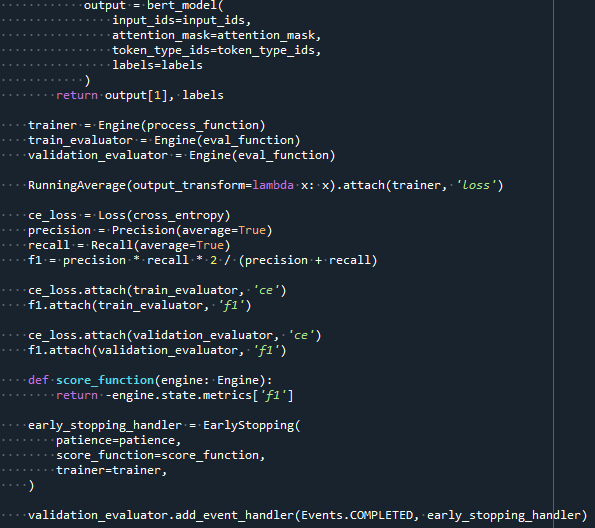 output = bert_model(
                input_ids=input_ids,
                attention_mask=attention_mask,
                token_type_ids=token_type_ids,
                labels=labels
            )
        return output[1], labels

    trainer = Engine(process_function)
    train_evaluator = Engine(eval_function)
    validation_evaluator = Engine(eval_function)

    RunningAverage(output_transform=lambda x: x).attach(trainer, 'loss')

    ce_loss = Loss(cross_entropy)
    precision = Precision(average=True)
    recall = Recall(average=True)
    f1 = precision * recall * 2 / (precision + recall)

    ce_loss.attach(train_evaluator, 'ce')
    f1.attach(train_evaluator, 'f1')

    ce_loss.attach(validation_evaluator, 'ce')
    f1.attach(validation_evaluator, 'f1')

    def score_function(engine: Engine):
        return -engine.state.metrics['f1']

    early_stopping_handler = EarlyStopping(
        patience=patience,
        score_function=score_function,
        trainer=trainer,
    )

    validation_evaluator.add_event_handler(Events.COMPLETED, early_stopping_handler)